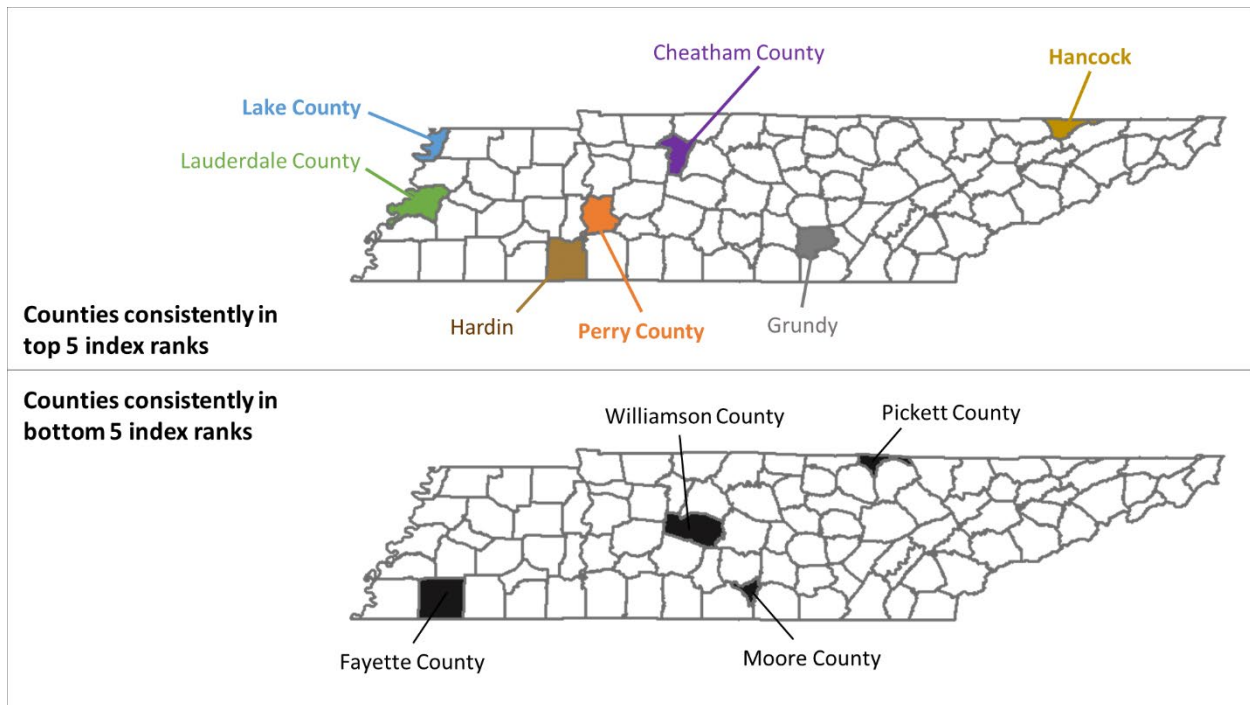 Cheatham County
Hancock
Lake County
Lauderdale County
Hardin
Perry County
Grundy
Counties consistently in
top 5 index ranks
Counties consistently in
bottom 5 index ranks
Williamson County
Pickett County
Fayette County
Moore County